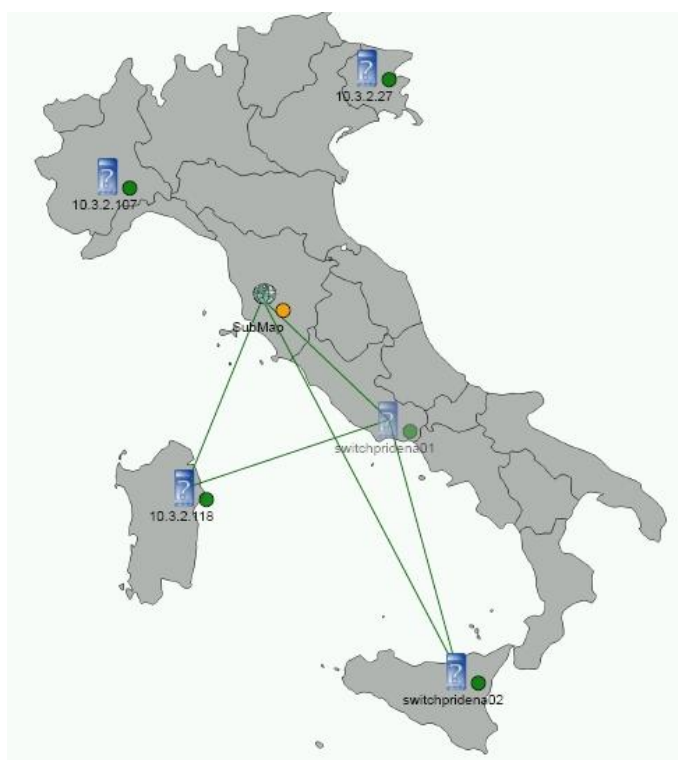 10.3.2.27
10.3.2.107
SubMap
switchpridena01
10.3.2.118
switchpridena02